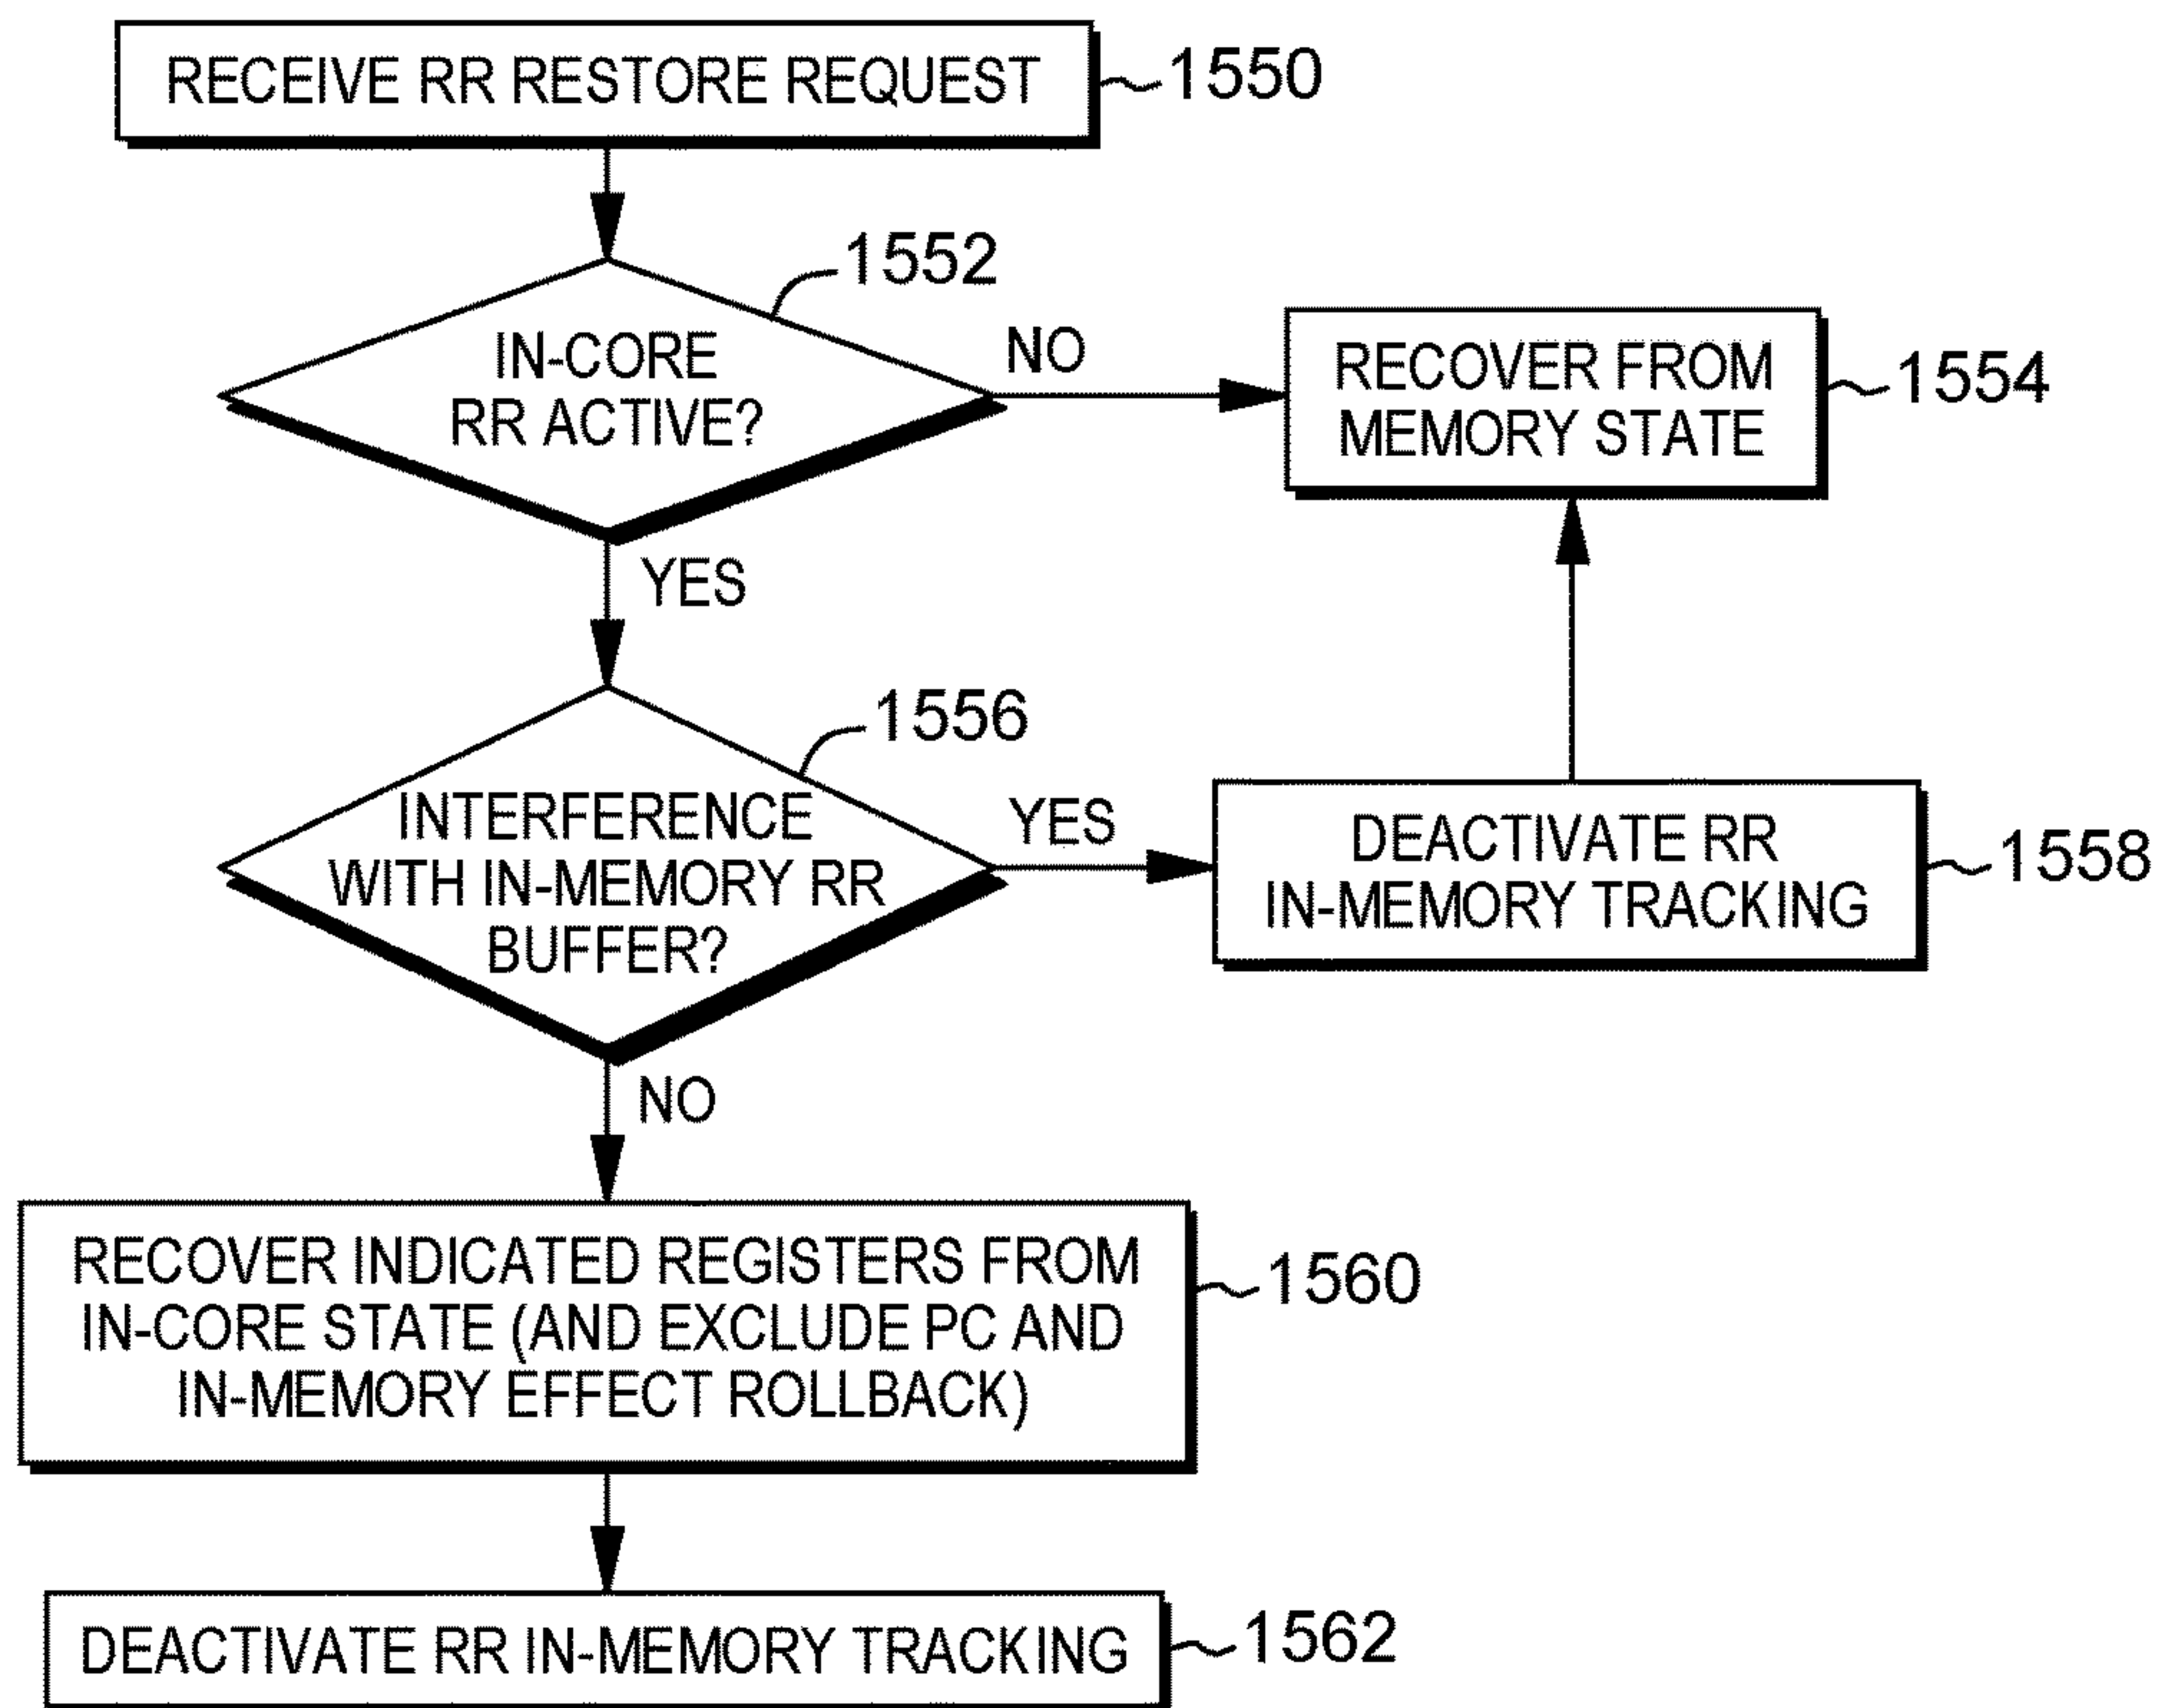 RECEIVE RR RESTORE REQUEST
1550
1552
IN-CORE
RR ACTIVE?
NO
RECOVER FROM
MEMORY STATE
1554
YES
1556
INTERFERENCE
WITH IN-MEMORY RR
BUFFER?
YES
DEACTIVATE RR
IN-MEMORY TRACKING
1558
NO
RECOVER INDICATED REGISTERS FROM
IN-CORE STATE (AND EXCLUDE PC AND
IN-MEMORY EFFECT ROLLBACK)
1560
DEACTIVATE RR IN-MEMORY TRACKING
1562